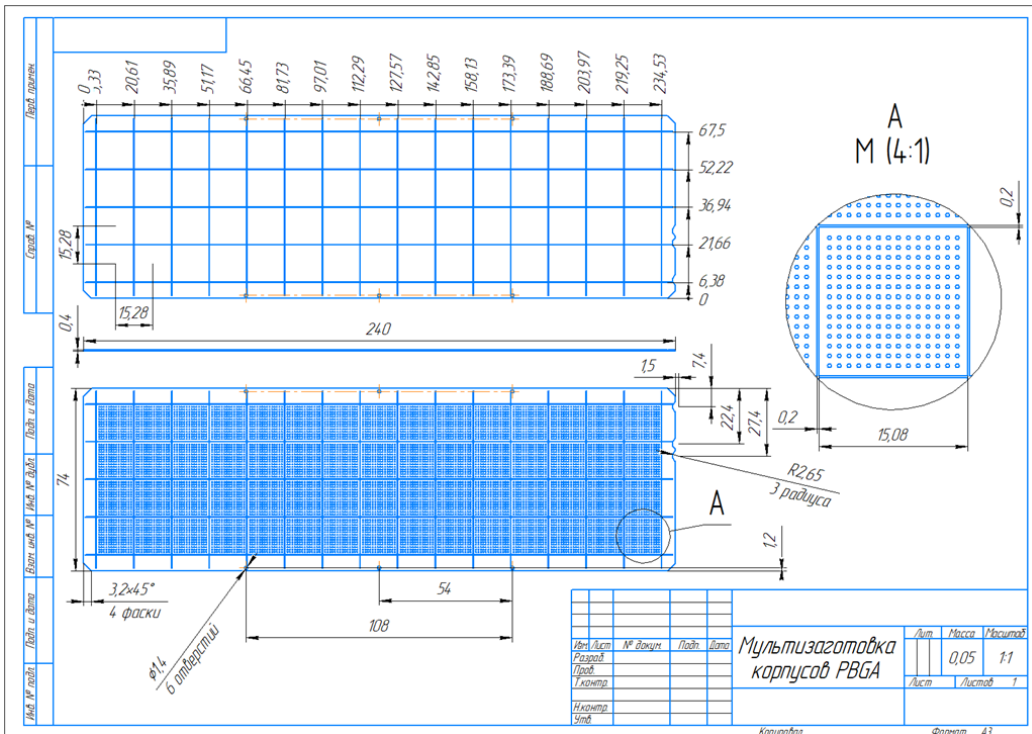 Перв. примен.
Справ. №
Подп. и дата
Инв. № дубл.
Взам. инв. №
Подп. и дата
Инв. № подл.
0
5,33
20,61
35,89
51,17
66,45
81,73
97,01
112,29
127,57
142,85
158,13
173,39
188,69
203,97
219,25
234,53
67,5
52,22
36,94
21,66
6,38
0
15,28
15,28
240
0,4
А
М (4:1)
0,2
0,2
15,08
1,5
7,4
22,4
27,4
74
R2,65
3 радиуса
А
1,2
3,2×45°
4 фаски
54
108
ϕ1,4
6 отверстий
Изм. Лист № докум. Подп. Дата
Разраб.
Пров.
Т.контр.
Н.контр.
Утв.
Мультизаготовка
корпусов PBGA
Лит. Масса Масштаб
0,05 1:1
Лист Листов 1
Копировал Формат А3